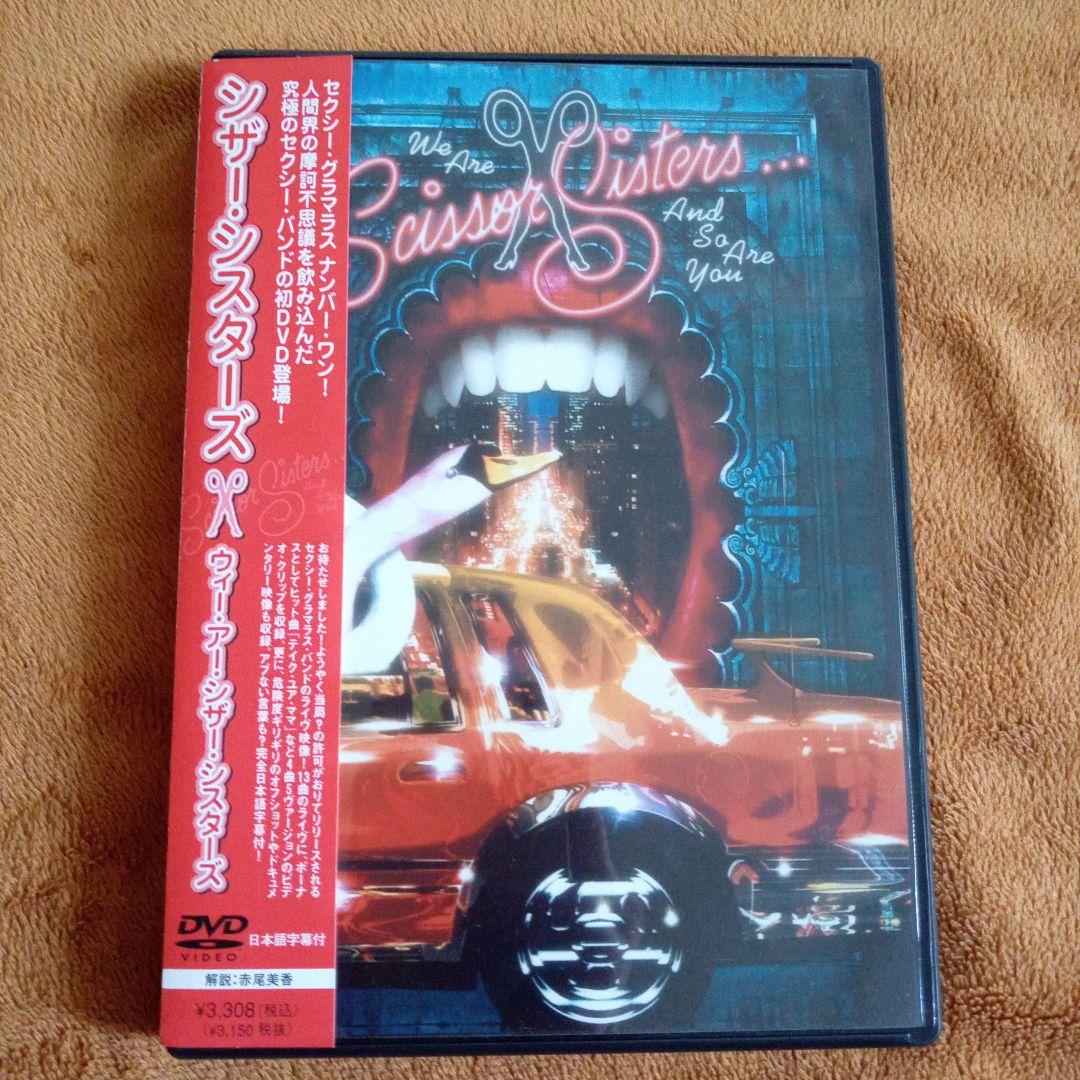 セクシー・グラマラス ナンバー・ワン!
人間界の摩訶不思議を飲み込んだ
究極のセクシー・バンドの初DVD登場!
シザー・シスターズ
ウィー・アー・シザー・シスターズ
Scissor Sisters...
お待たせしました!ようやく当局?の許可がおりてリリースされる
セクシー・グラマラス・バンドのライヴ映像!13曲のライヴに、ボーナ
スとしてヒット曲「テイク・ユア・ママ」など4曲5ヴァージョンのビデ
オ・クリップを収録。更に、危険度ギリギリのオフショットやドキュメ
ンタリー映像も収録。アブない言葉も?完全日本語字幕付!
DVD
VIDEO
日本語字幕付
解説:赤尾美香
¥3,308(税込)
(¥3,150 税抜)
We Are
Scissor Sisters...
And
So Are
You